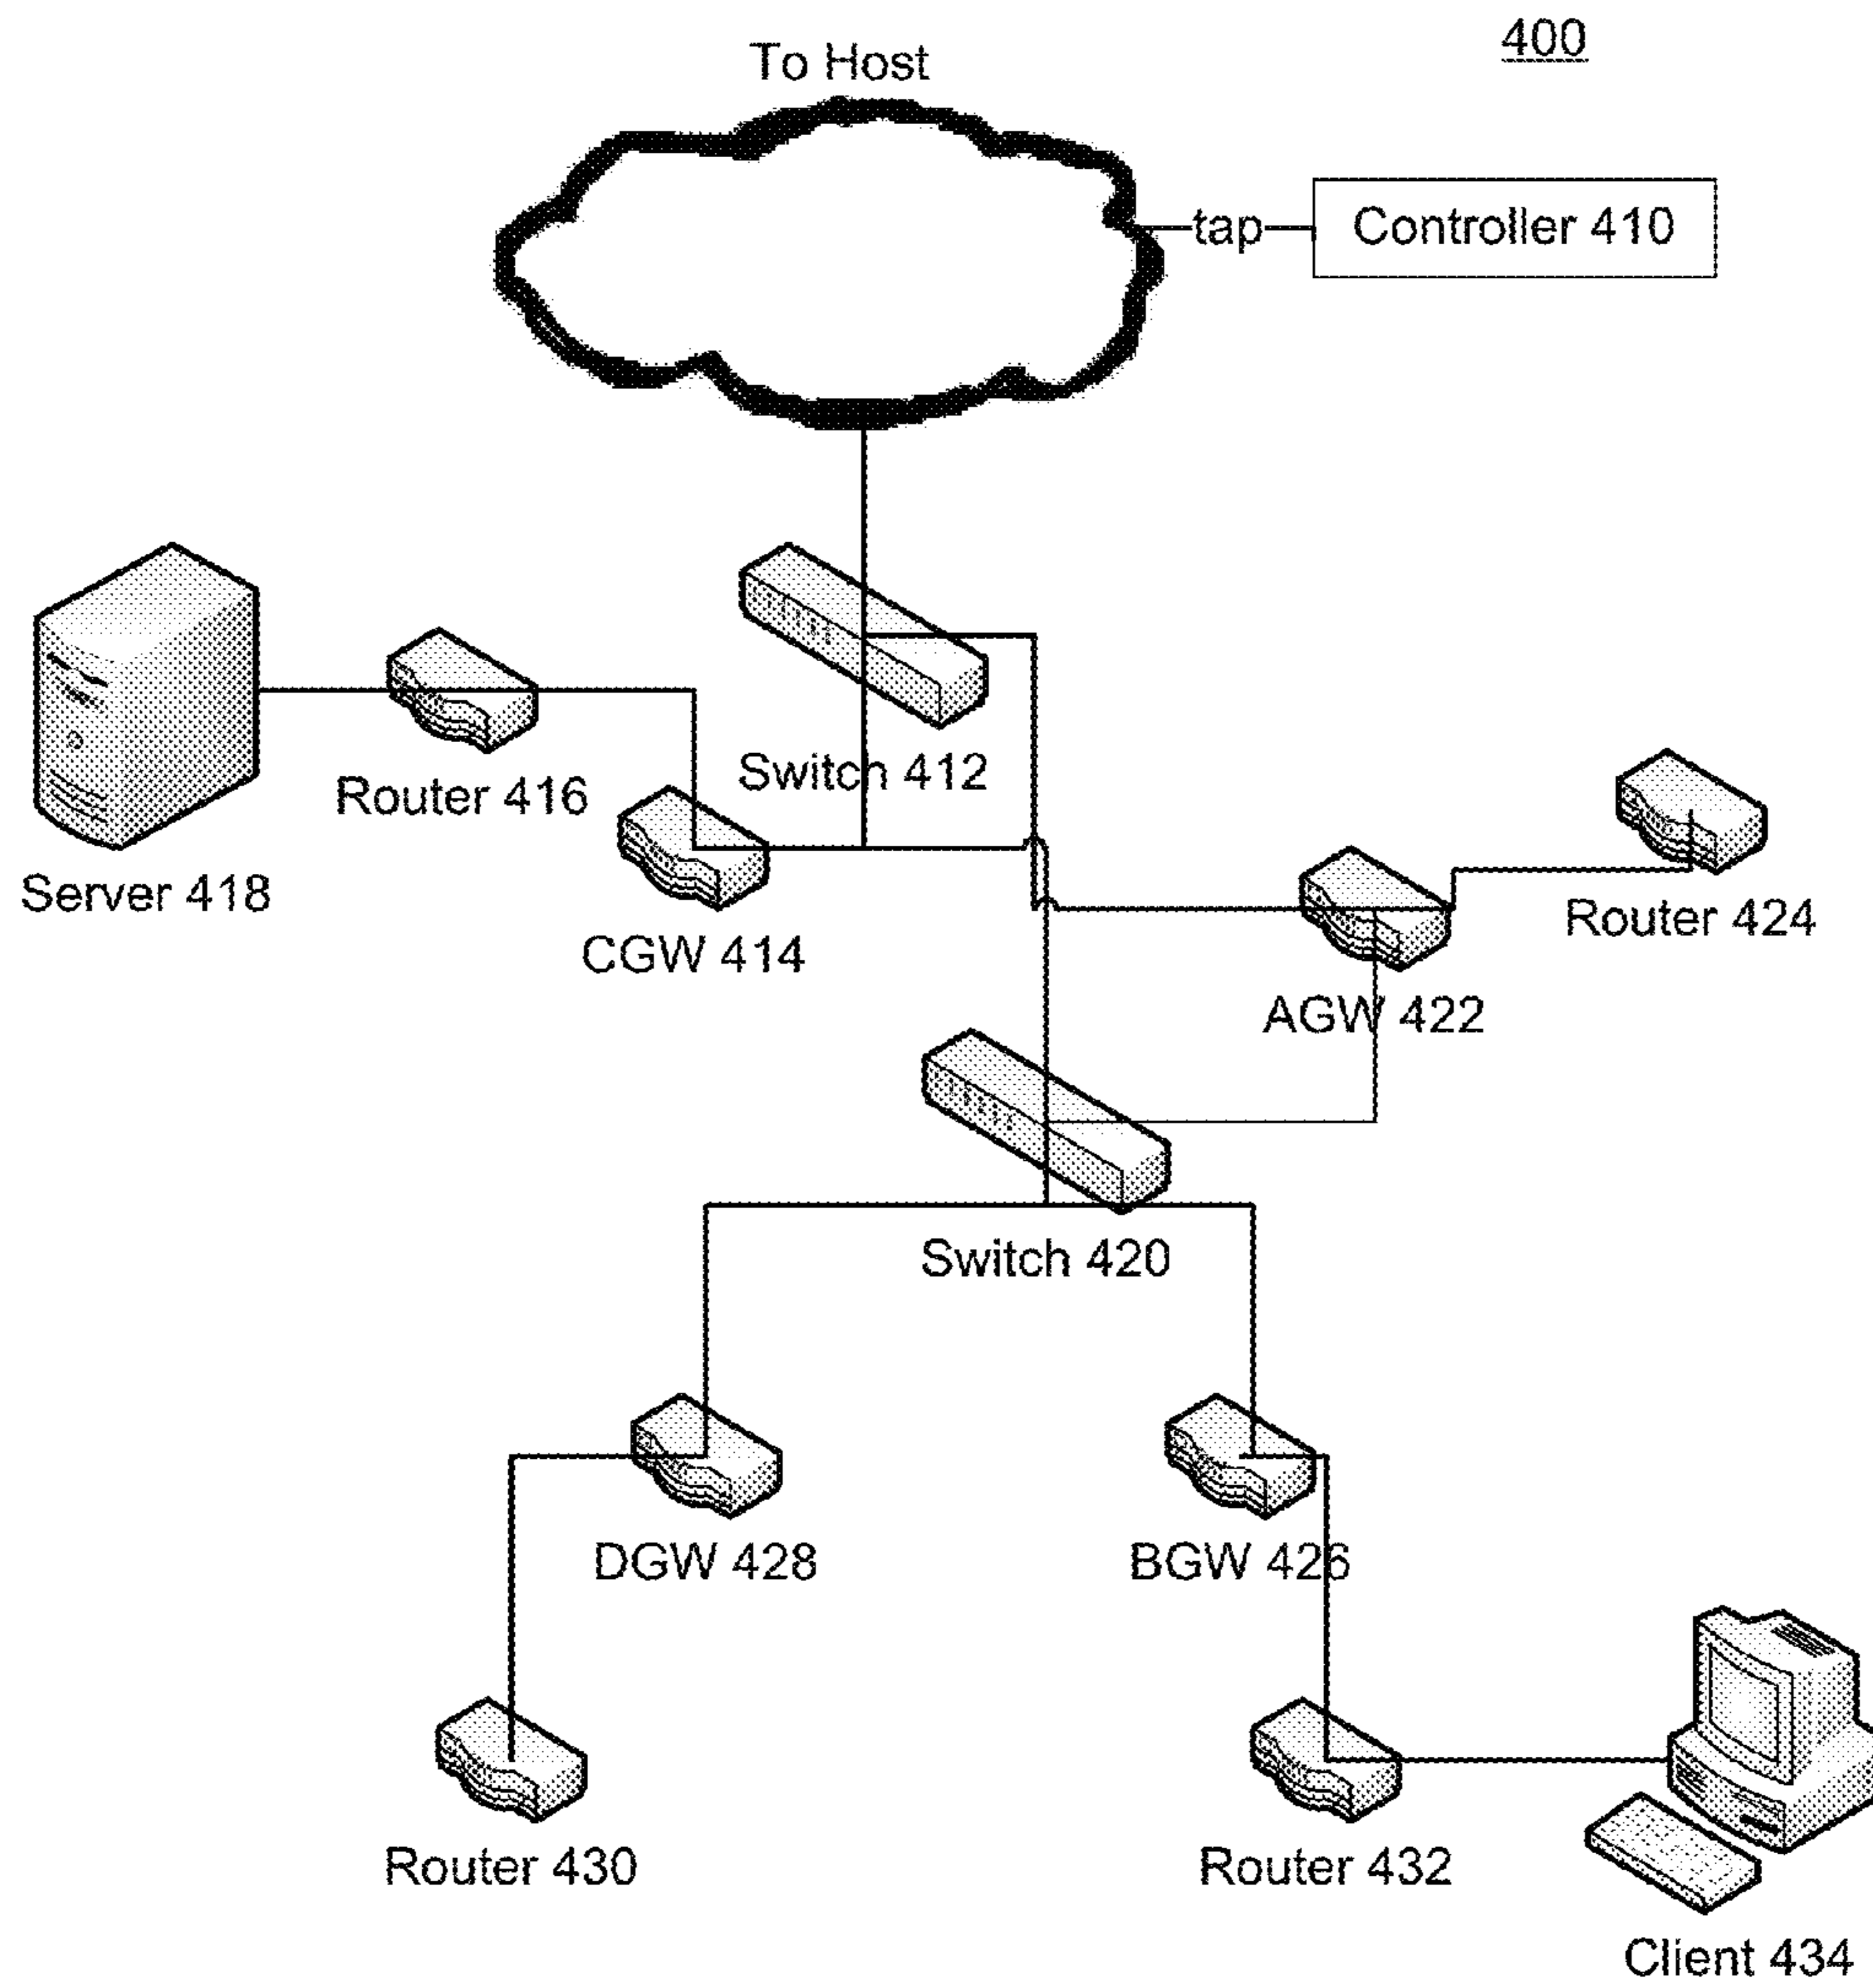 400
To Host
tap
Controller 410
Switch 412
Router 416
Server 418
CGW 414
Router 424
AGW 422
Switch 420
DGW 428
BGW 426
Router 430
Router 432
Client 434